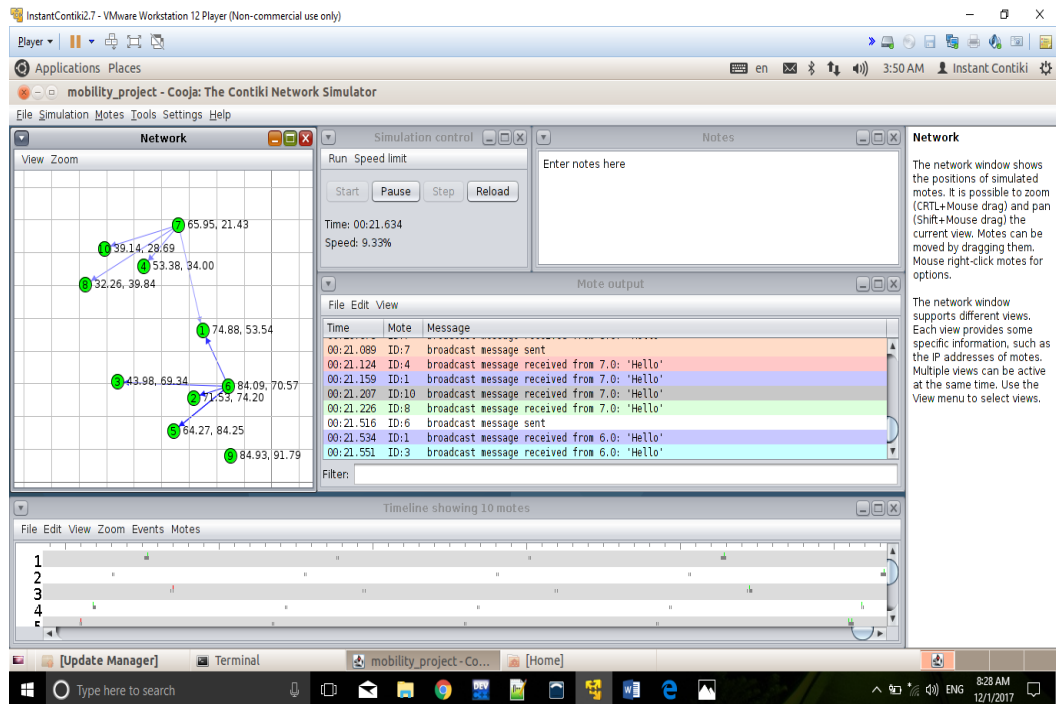 InstantContiki2.7 - VMware Workstation 12 Player (Non-commercial use only)
Player
Applications Places
en
3:50 AM
Instant Contiki
mobility_project - Cooja: The Contiki Network Simulator
File Simulation Motes Tools Settings Help
Network
View Zoom
7 65.95, 21.43
10 39.14, 28.69
4 53.38, 34.00
8 32.26, 39.84
1 74.88, 53.54
3 43.98, 69.34
6 84.09, 70.57
2 71.53, 74.20
5 64.27, 84.25
9 84.93, 91.79
Simulation control
Run Speed limit
Start Pause Step Reload
Time: 00:21.634
Speed: 9.33%
Notes
Enter notes here
Mote output
File Edit View
Time Mote Message
00:21.089 ID:7 broadcast message sent
00:21.124 ID:4 broadcast message received from 7.0: 'Hello'
00:21.159 ID:1 broadcast message received from 7.0: 'Hello'
00:21.207 ID:10 broadcast message received from 7.0: 'Hello'
00:21.226 ID:8 broadcast message received from 7.0: 'Hello'
00:21.516 ID:6 broadcast message sent
00:21.534 ID:1 broadcast message received from 6.0: 'Hello'
00:21.551 ID:3 broadcast message received from 6.0: 'Hello'
Filter:
Network
The network window shows
the positions of simulated
motes. It is possible to zoom
(CRTL+Mouse drag) and pan
(Shift+Mouse drag) the
current view. Motes can be
moved by dragging them.
Mouse right-click motes for
options.
The network window
supports different views.
Each view provides some
specific information, such as
the IP addresses of motes.
Multiple views can be active
at the same time. Use the
View menu to select views.
Timeline showing 10 motes
File Edit View Zoom Events Motes
1
2
3
4
5
[Update Manager]
Terminal
mobility_project - Co...
[Home]
Type here to search
ENG
8:28 AM
12/1/2017